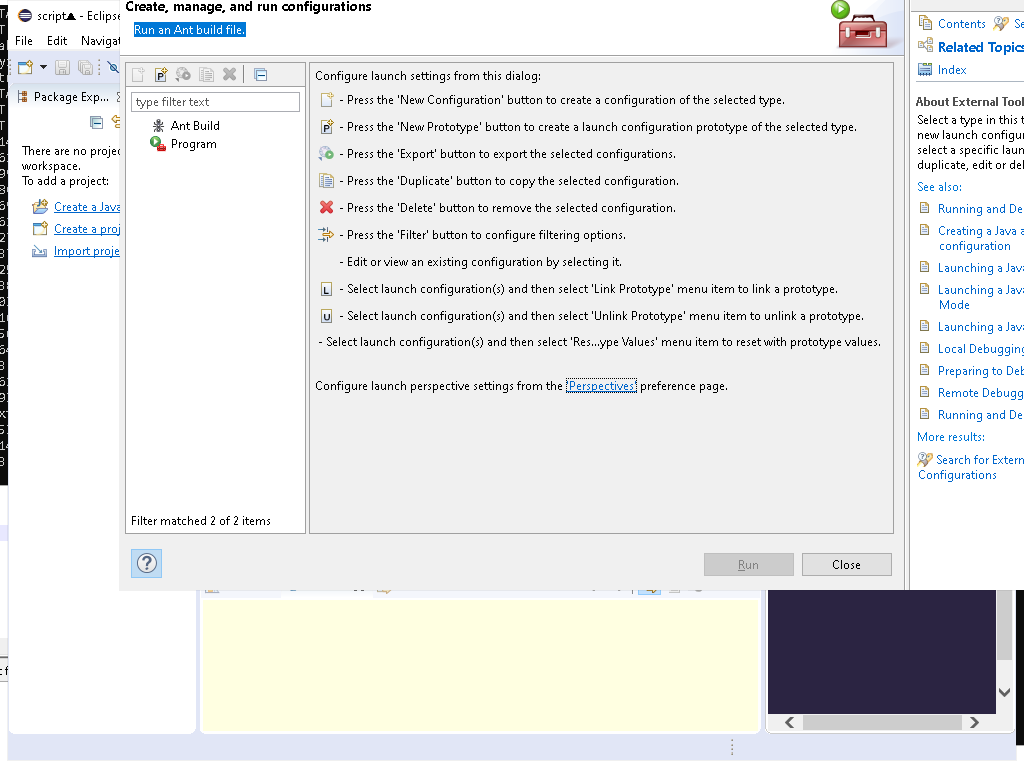 script▲ - Eclipse
File Edit Navigat
Package Exp...
There are no projec
workspace.
To add a project:
Create a Java
Create a proj
Import proje
Create, manage, and run configurations
Run an Ant build file.
type filter text
Ant Build
Program
Filter matched 2 of 2 items
Configure launch settings from this dialog:
- Press the 'New Configuration' button to create a configuration of the selected type.
P - Press the 'New Prototype' button to create a launch configuration prototype of the selected type.
- Press the 'Export' button to export the selected configurations.
- Press the 'Duplicate' button to copy the selected configuration.
- Press the 'Delete' button to remove the selected configuration.
- Press the 'Filter' button to configure filtering options.
- Edit or view an existing configuration by selecting it.
L - Select launch configuration(s) and then select 'Link Prototype' menu item to link a prototype.
U - Select launch configuration(s) and then select 'Unlink Prototype' menu item to unlink a prototype.
- Select launch configuration(s) and then select 'Res...ype Values' menu item to reset with prototype values.
Configure launch perspective settings from the 'Perspectives' preference page.
?
Run
Close
Contents Se
Related Topics
Index
About External Tool
Select a type in this t
new launch configur
select a specific laun
duplicate, edit or del
See also:
Running and De
Creating a Java a
configuration
Launching a Java
Launching a Java
Mode
Launching a Java
Local Debugging
Preparing to Deb
Remote Debugg
Running and De
More results:
Search for Extern
Configurations